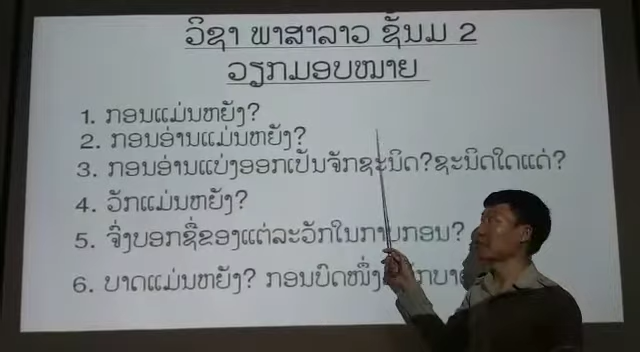 ວິຊາ ພາສາລາວ ຊັ້ນມ 2
ວຽກມອບໝາຍ
1. ກອນແມ່ນຫຍັງ?
2. ກອນອ່ານແມ່ນຫຍັງ?
3. ກອນອ່ານແບ່ງອອກເປັນຈັກຊະນິດ?ຊະນິດໃດແດ່?
4. ວັກແມ່ນຫຍັງ?
5. ຈົ່ງບອກຊື່ຂອງແຕ່ລະວັກໃນການກອນ?
6. ບາດແມ່ນຫຍັງ? ກອນບົດໜຶ່ງ